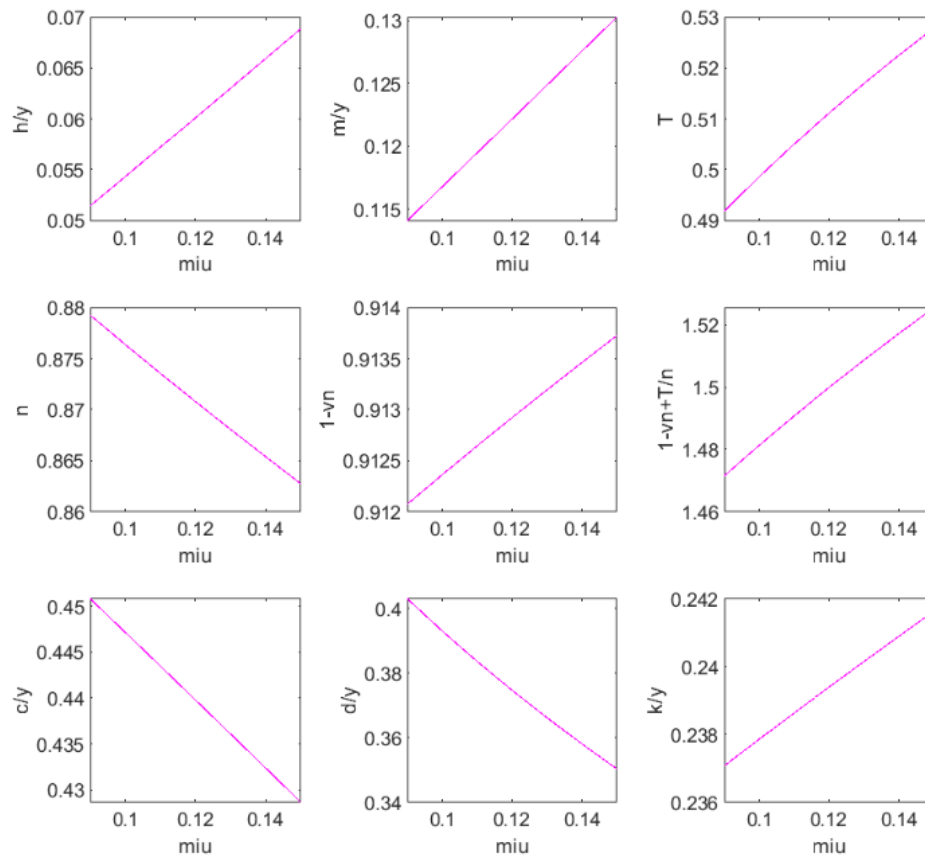 0.07
0.065
0.06
0.055
0.05
h/y
0.1 0.12 0.14
miu
0.13
0.125
0.12
0.115
m/y
0.1 0.12 0.14
miu
0.53
0.52
0.51
0.5
0.49
T
0.1 0.12 0.14
miu
0.88
0.875
0.87
0.865
0.86
n
0.1 0.12 0.14
miu
0.914
0.9135
0.913
0.9125
0.912
1-vn
0.1 0.12 0.14
miu
1.52
1.5
1.48
1.46
1-vn+T/n
0.1 0.12 0.14
miu
0.45
0.445
0.44
0.435
0.43
c/y
0.1 0.12 0.14
miu
0.4
0.38
0.36
0.34
d/y
0.1 0.12 0.14
miu
0.242
0.24
0.238
0.236
k/y
0.1 0.12 0.14
miu